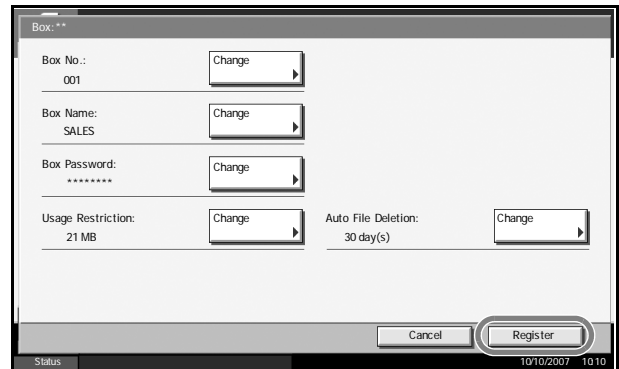 Box:**
Box No.:
001
Change
Box Name:
SALES
Change
Box Password:
********
Change
Usage Restriction:
21 MB
Change
Auto File Deletion:
30 day(s)
Change
Cancel
Register
Status
10/10/2007 10:10